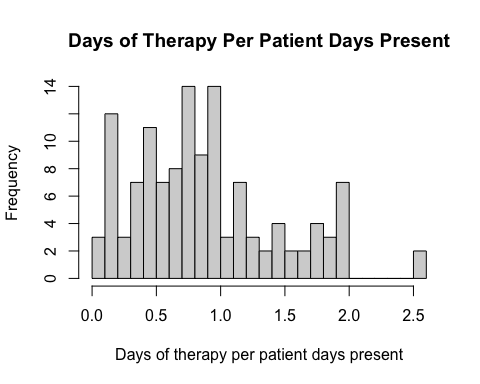 Days of Therapy Per Patient Days Present
Frequency
14
10
8
6
4
2
0
0.0 0.5 1.0 1.5 2.0 2.5
Days of therapy per patient days present